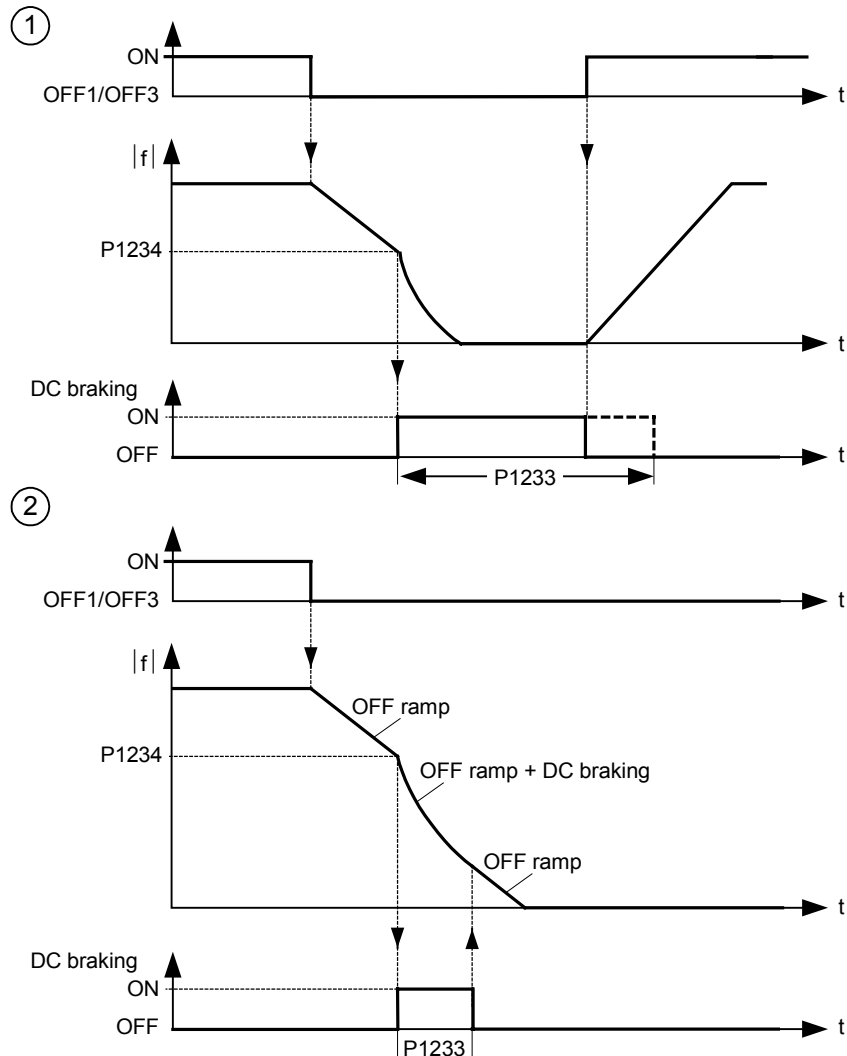 1
ON
OFF1/OFF3
t
|f|
P1234
t
DC braking
ON
OFF
t
P1233
2
ON
OFF1/OFF3
t
|f|
OFF ramp
P1234
OFF ramp + DC braking
OFF ramp
t
DC braking
ON
OFF
t
P1233